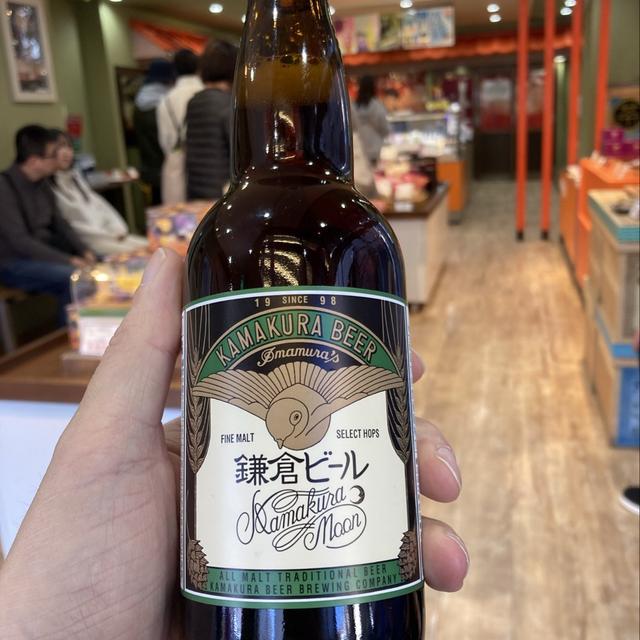 19 SINCE 98
KAMAKURA BEER
Imamura's
FINE MALT
SELECT HOPS
鎌倉ビール
Kamakura
Moon
ALL MALT TRADITIONAL BEER
KAMAKURA BEER BREWING COMPANY